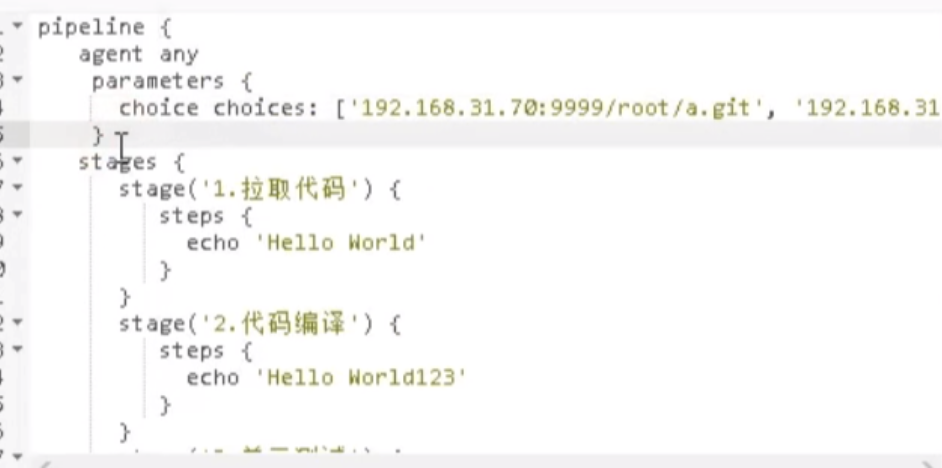 pipeline {
agent any
parameters {
choice choices: ['192.168.31.70:9999/root/a.git', '192.168.31
}
stages {
stage('1.拉取代码') {
steps {
echo 'Hello World'
}
}
stage('2.代码编译') {
steps {
echo 'Hello World123'
}
}